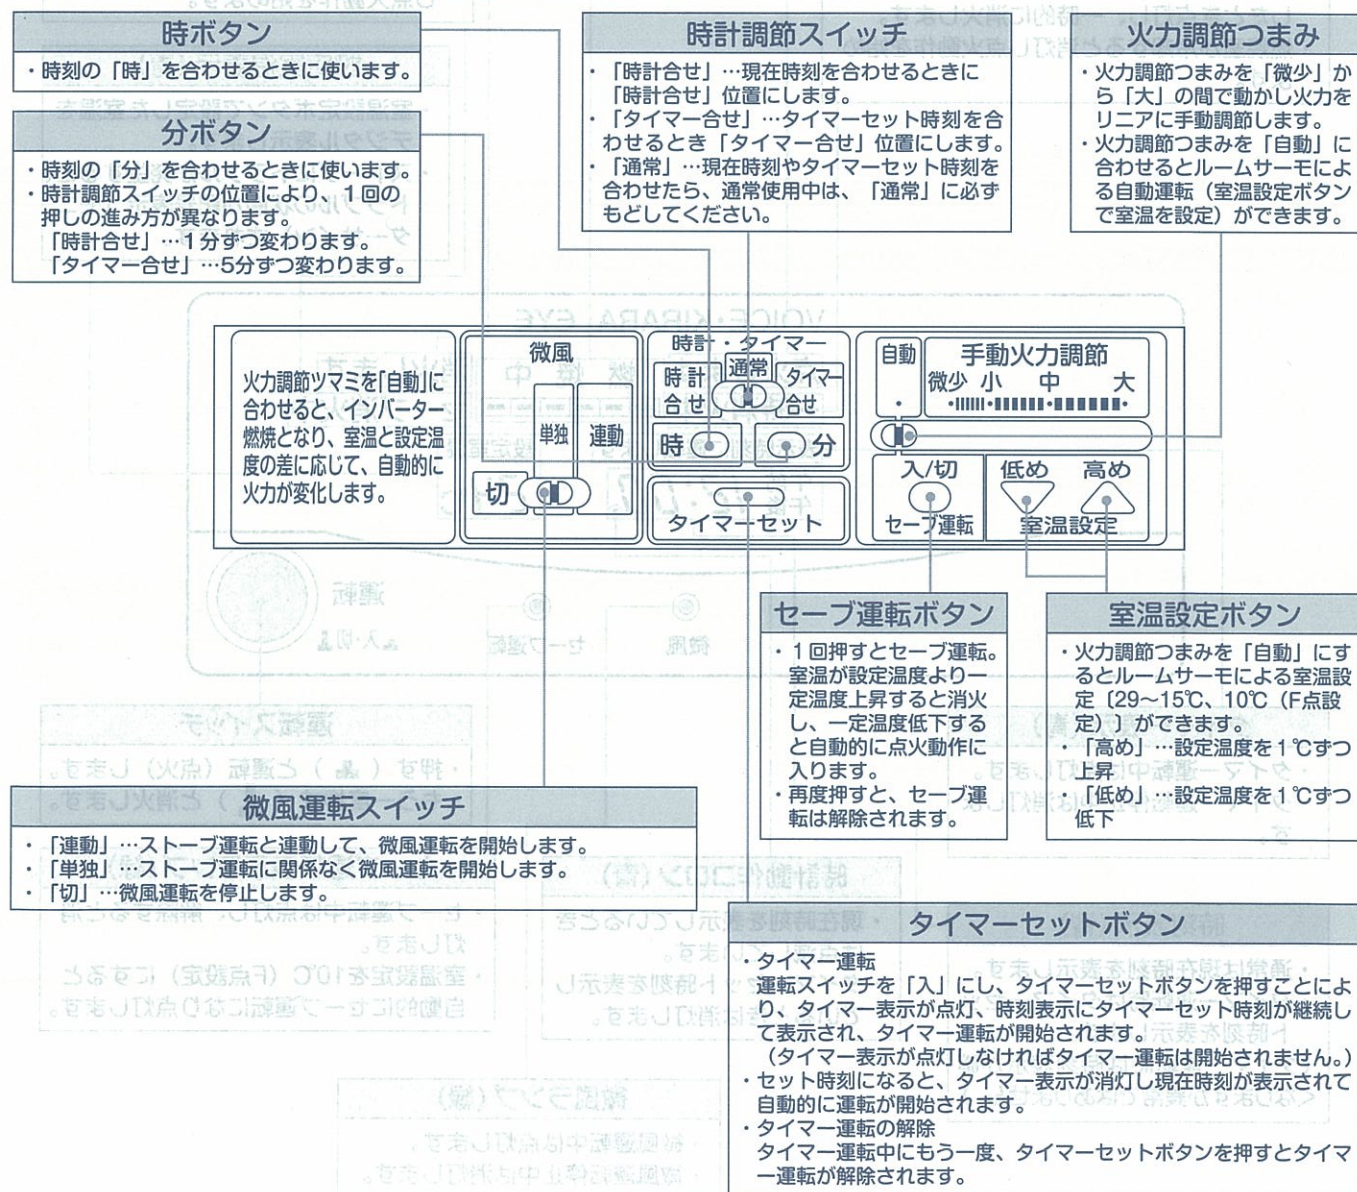 時ボタン
・時刻の「時」を合わせるときに使います。
分ボタン
・時刻の「分」を合わせるときに使います。
・時計調節スイッチの位置により、1回の
押しの進み方が異なります。
「時計合せ」…1分ずつ変わります。
「タイマー合せ」…5分ずつ変わります。
時計調節スイッチ
・「時計合せ」…現在時刻を合わせるときに
「時計合せ」位置にします。
・「タイマー合せ」…タイマーセット時刻を合
わせるとき「タイマー合せ」位置にします。
・「通常」…現在時刻やタイマーセット時刻を
合わせたら、通常使用中は、「通常」に必ず
もどしてください。
火力調節つまみ
・火力調節つまみを「微少」か
ら「大」の間で動かし火力を
リニアに手動調節します。
・火力調節つまみを「自動」に
合わせるとルームサーモによ
る自動運転（室温設定ボタン
で室温を設定）ができます。
火力調節ツマミを「自動」に
合わせると、インバーター
燃焼となり、室温と設定温
度の差に応じて、自動的に
火力が変化します。
微風
単独
連動
切
時計・タイマー
時計
合せ
通常
タイマー
合せ
時
分
タイマーセット
自動
手動火力調節
微少 小 中 大
入/切
セーブ運転
低め 高め
室温設定
セーブ運転ボタン
・1回押すとセーブ運転。
室温が設定温度より一
定温度上昇すると消火
し、一定温度低下する
と自動的に点火動作に
入ります。
・再度押すと、セーブ運
転は解除されます。
室温設定ボタン
・火力調節つまみを「自動」にす
るとルームサーモによる室温設
定〔29～15℃、10℃（F点設
定）〕ができます。
・「高め」…設定温度を1℃ずつ
上昇
・「低め」…設定温度を1℃ずつ
低下
微風運転スイッチ
・「連動」…ストーブ運転と連動して、微風運転を開始します。
・「単独」…ストーブ運転に関係なく微風運転を開始します。
・「切」…微風運転を停止します。
タイマーセットボタン
・タイマー運転
運転スイッチを「入」にし、タイマーセットボタンを押すことによ
り、タイマー表示が点灯、時刻表示にタイマーセット時刻が継続し
て表示され、タイマー運転が開始されます。
（タイマー表示が点灯しなければタイマー運転は開始されません。）
・セット時刻になると、タイマー表示が消灯し現在時刻が表示されて
自動的に運転が開始されます。
・タイマー運転の解除
タイマー運転中にもう一度、タイマーセットボタンを押すとタイマ
ー運転が解除されます。